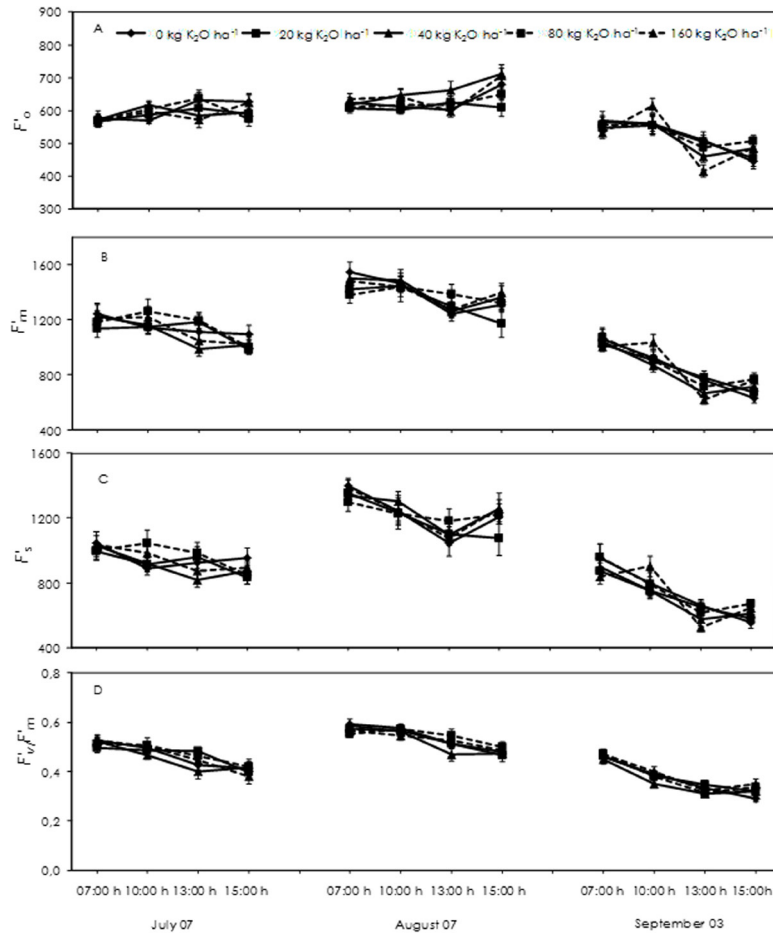 900
A
0 kg K₂O ha⁻¹ 20 kg K₂O ha⁻¹ 40 kg K₂O ha⁻¹ 80 kg K₂O ha⁻¹ 160 kg K₂O ha⁻¹
800
700
600
500
400
300
F'o
B
1600
1200
800
400
F'm
C
1600
1200
800
400
F's
D
0,8
0,6
0,4
0,2
0,0
F'v/F'm
07:00 h 10:00 h 13:00 h 15:00 h 07:00 h 10:00 h 13:00 h 15:00 h 07:00 h 10:00 h 13:00 h 15:00h
July 07 August 07 September 03